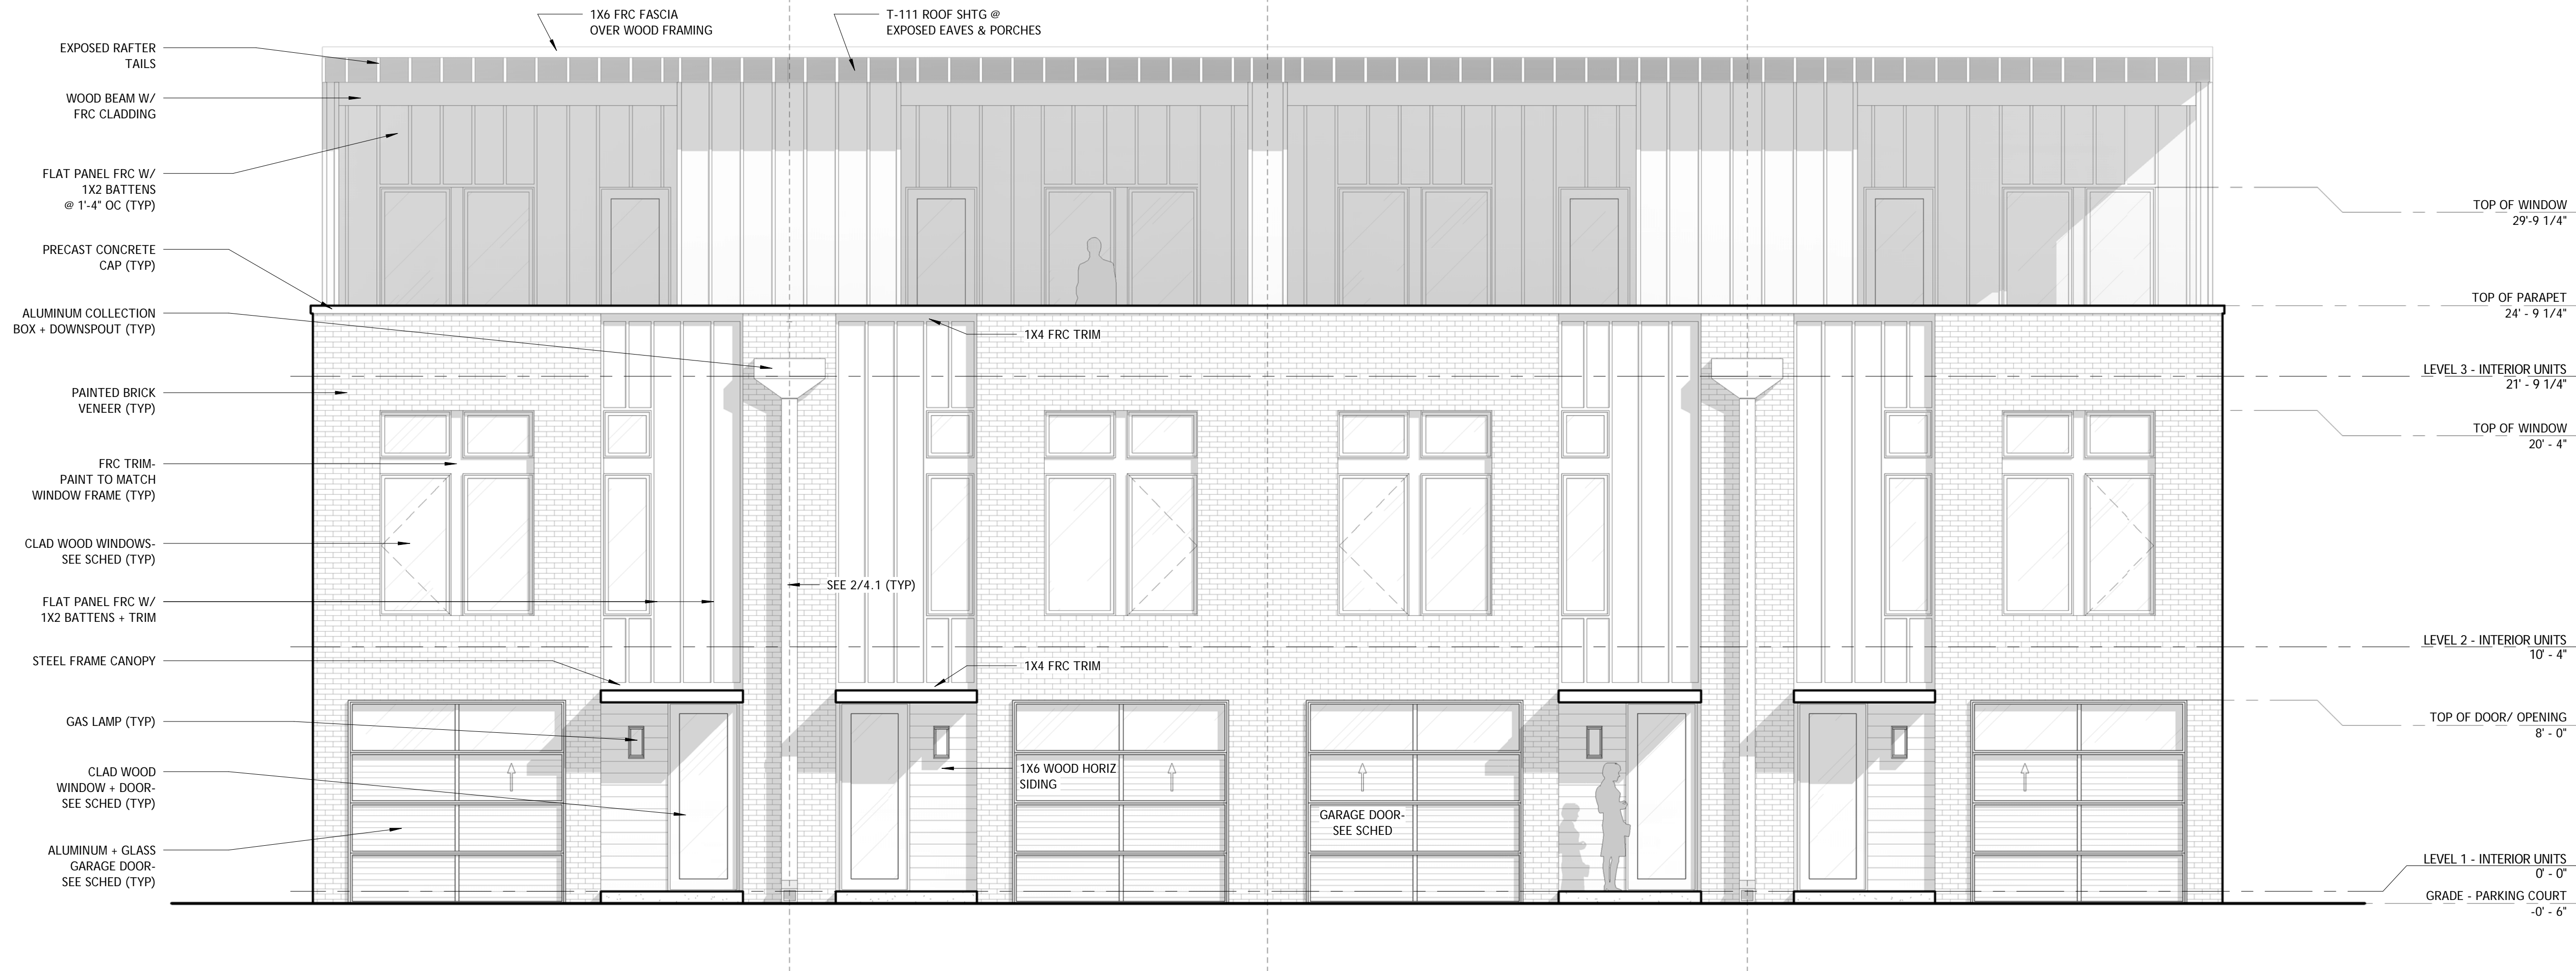 1X6 FRC FASCIA
OVER WOOD FRAMING
T-111 ROOF SHTG @
EXPOSED EAVES & PORCHES
EXPOSED RAFTER
TAILS
WOOD BEAM W/
FRC CLADDING
FLAT PANEL FRC W/
1X2 BATTENS
@ 1'-4" OC (TYP)
PRECAST CONCRETE
CAP (TYP)
ALUMINUM COLLECTION
BOX + DOWNSPOUT (TYP)
PAINTED BRICK
VENEER (TYP)
FRC TRIM-
PAINT TO MATCH
WINDOW FRAME (TYP)
CLAD WOOD WINDOWS-
SEE SCHED (TYP)
FLAT PANEL FRC W/
1X2 BATTENS + TRIM
STEEL FRAME CANOPY
GAS LAMP (TYP)
CLAD WOOD
WINDOW + DOOR-
SEE SCHED (TYP)
ALUMINUM + GLASS
GARAGE DOOR-
SEE SCHED (TYP)
1X4 FRC TRIM
SEE 2/4.1 (TYP)
1X4 FRC TRIM
1X6 WOOD HORIZ
SIDING
GARAGE DOOR-
SEE SCHED
TOP OF WINDOW
29'-9 1/4"
TOP OF PARAPET
24' - 9 1/4"
LEVEL 3 - INTERIOR UNITS
21' - 9 1/4"
TOP OF WINDOW
20' - 4"
LEVEL 2 - INTERIOR UNITS
10' - 4"
TOP OF DOOR/ OPENING
8' - 0"
LEVEL 1 - INTERIOR UNITS
0' - 0"
GRADE - PARKING COURT
-0' - 6"